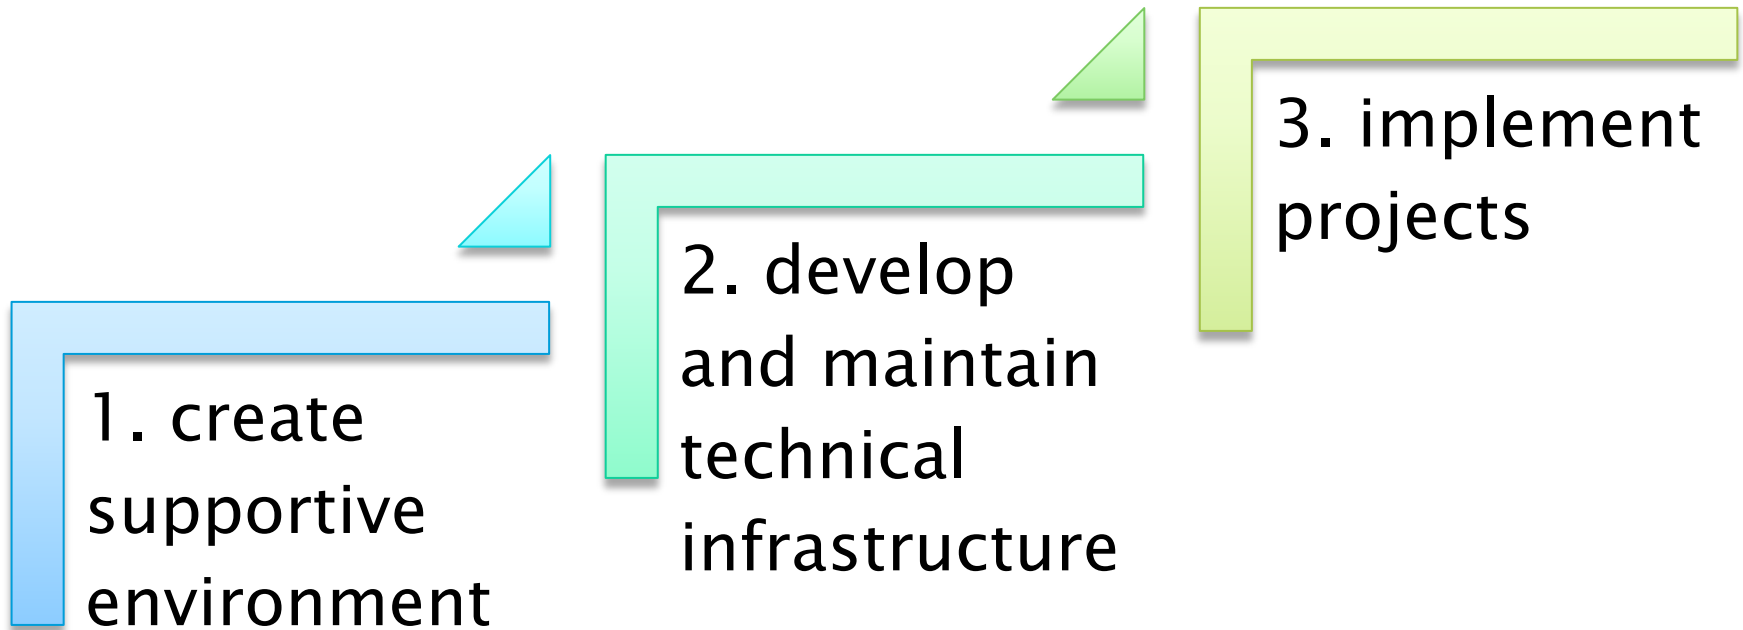 1. create
supportive
environment
2. develop
and maintain
technical
infrastructure
3. implement
projects